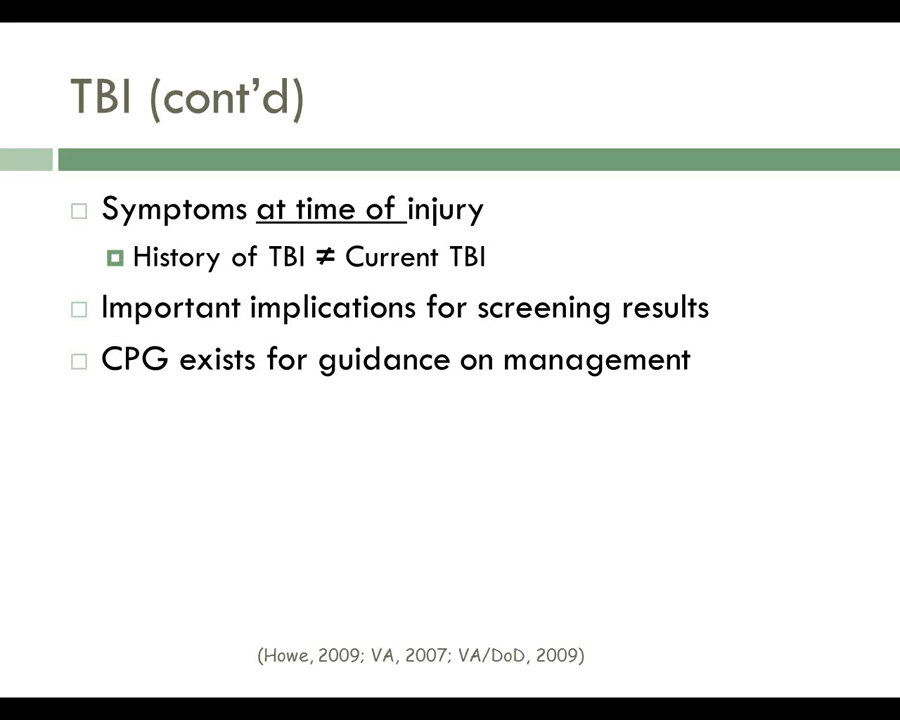 TBI (cont’d)
Symptoms at time of injury
History of TBI ≠ Current TBI
Important implications for screening results
CPG exists for guidance on management
(Howe, 2009; VA, 2007; VA/DoD, 2009)